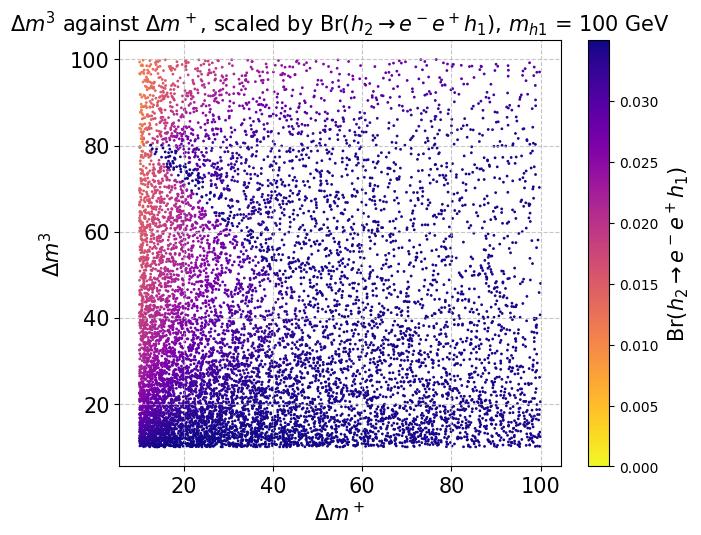 Δm³ against Δm⁺, scaled by Br(h₂→e⁻e⁺h₁), mₕ₁ = 100 GeV
100
80
60
40
20
Δm³
20 40 60 80 100
Δm⁺
0.030
0.025
0.020
0.015
0.010
0.005
0.000
Br(h₂→e⁻e⁺h₁)